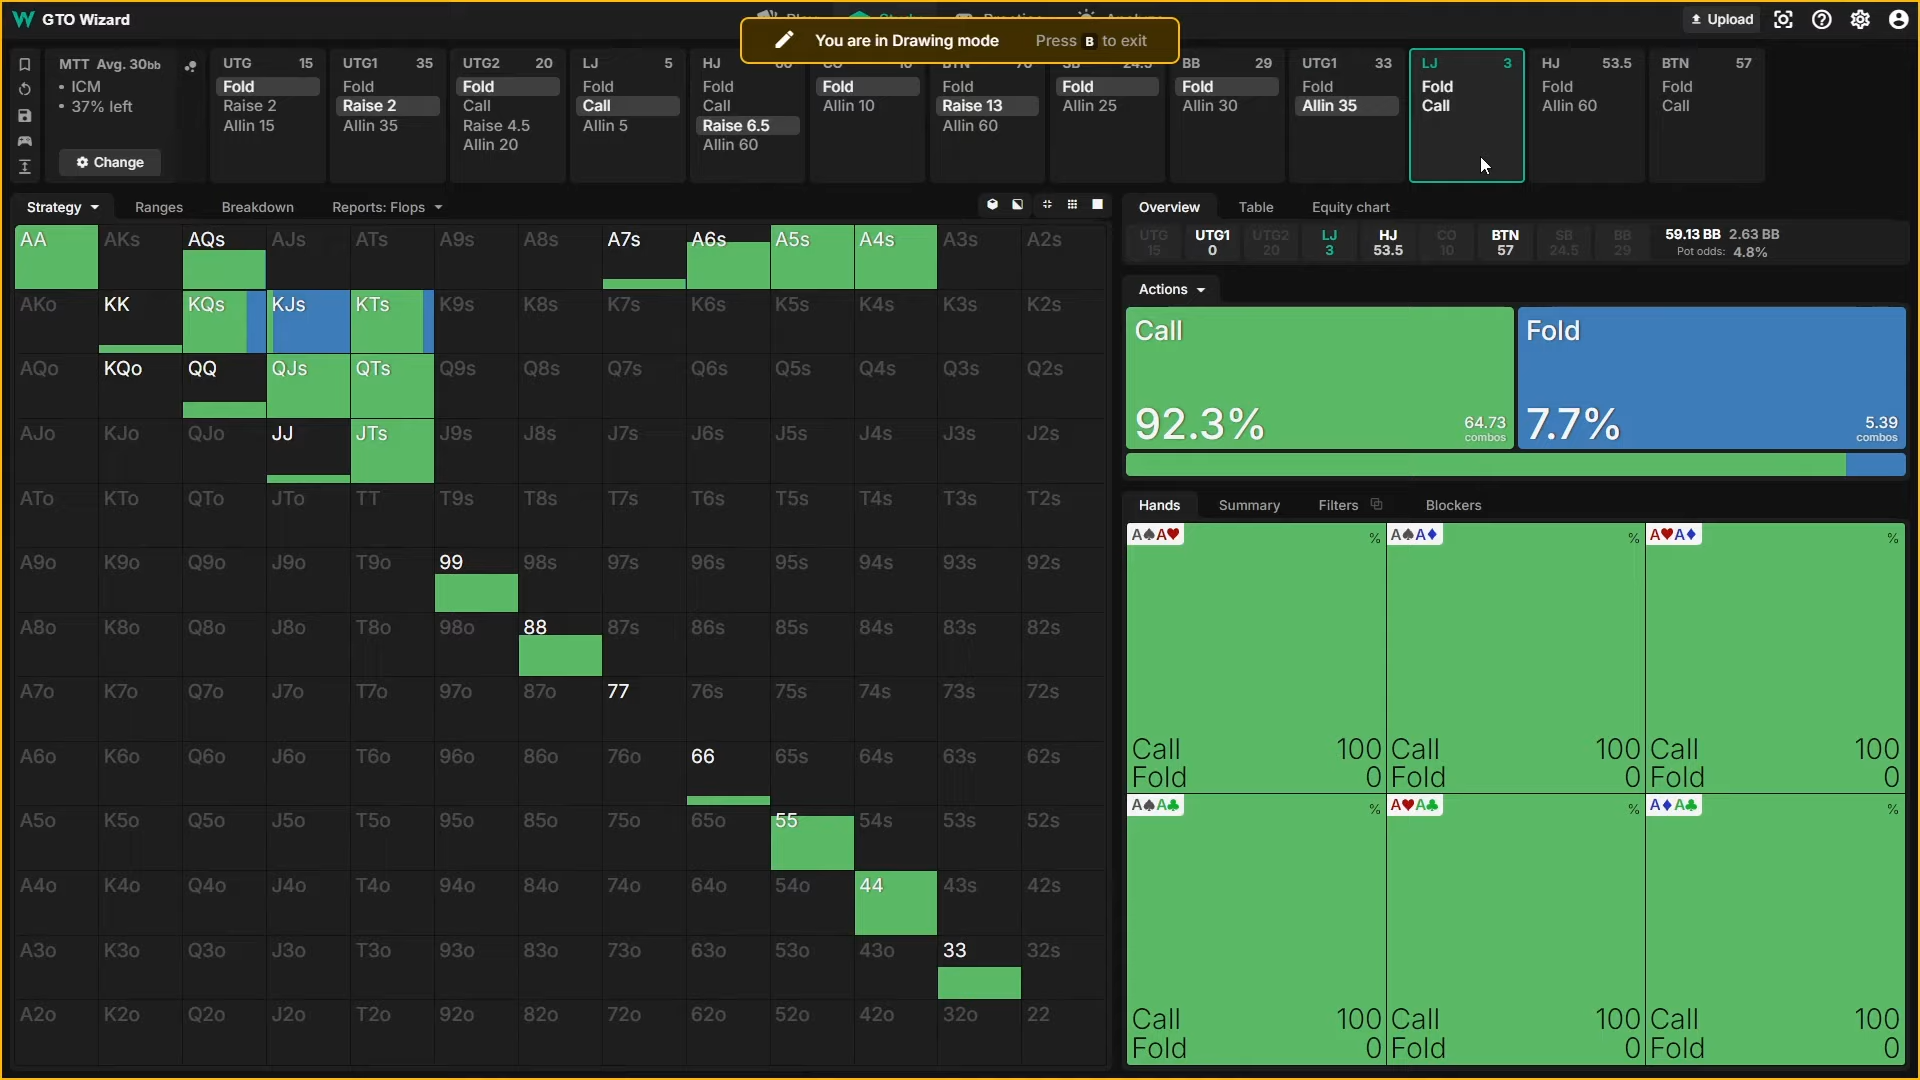 GTO Wizard
You are in Drawing mode Press B to exit
Upload
MTT Avg. 30bb
• ICM
• 37% left
Change
UTG 15
Fold
Raise 2
Allin 15
UTG1 35
Fold
Raise 2
Allin 35
UTG2 20
Fold
Call
Raise 4.5
Allin 20
LJ 5
Fold
Call
Allin 5
HJ
Fold
Call
Raise 6.5
Allin 60
Fold
Allin 10
Fold
Raise 13
Allin 60
Fold
Allin 25
BB 29
Fold
Allin 30
UTG1 33
Fold
Allin 35
LJ 3
Fold
Call
HJ 53.5
Fold
Allin 60
BTN 57
Fold
Call
Strategy Ranges Breakdown Reports: Flops
AA AKs AQs AJs ATs A9s A8s A7s A6s A5s A4s A3s A2s
AKo KK KQs KJs KTs K9s K8s K7s K6s K5s K4s K3s K2s
AQo KQo QQ QJs QTs Q9s Q8s Q7s Q6s Q5s Q4s Q3s Q2s
AJo KJo QJo JJ JTs J9s J8s J7s J6s J5s J4s J3s J2s
ATo KTo QTo JTo TT T9s T8s T7s T6s T5s T4s T3s T2s
A9o K9o Q9o J9o T9o 99 98s 97s 96s 95s 94s 93s 92s
A8o K8o Q8o J8o T8o 98o 88 87s 86s 85s 84s 83s 82s
A7o K7o Q7o J7o T7o 97o 87o 77 76s 75s 74s 73s 72s
A6o K6o Q6o J6o T6o 96o 86o 76o 66 65s 64s 63s 62s
A5o K5o Q5o J5o T5o 95o 85o 75o 65o 55 54s 53s 52s
A4o K4o Q4o J4o T4o 94o 84o 74o 64o 54o 44 43s 42s
A3o K3o Q3o J3o T3o 93o 83o 73o 63o 53o 43o 33 32s
A2o K2o Q2o J2o T2o 92o 82o 72o 62o 52o 42o 32o 22
Overview Table Equity chart
UTG UTG1 UTG2 LJ HJ CO BTN SB BB 59.13 BB 2.63 BB
15 0 20 3 53.5 10 57 24.5 29 Pot odds: 4.8%
Actions
Call
92.3%
64.73
combos
Fold
7.7%
5.39
combos
Hands Summary Filters Blockers
A♠A♥ % A♠A♦ % A♥A♦ %
Call 100 Call 100 Call 100
Fold 0 Fold 0 Fold 0
A♠A♣ % A♥A♣ % A♦A♣ %
Call 100 Call 100 Call 100
Fold 0 Fold 0 Fold 0